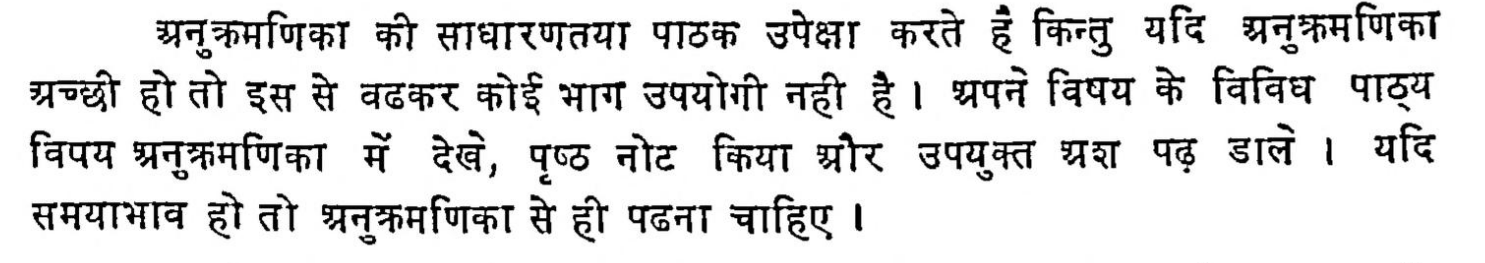 अनुक्रमणिका की साधारणतया पाठक उपेक्षा करते हैं किन्तु यदि अनुक्रमणिका
अच्छी हो तो इस से वढकर कोई भाग उपयोगी नही है । अपने विषय के विविध पाठ्य
विपय अनुक्रमणिका में देखे, पृष्ठ नोट किया और उपयुक्त अश पढ़ डाले । यदि
समयाभाव हो तो अनुक्रमणिका से ही पढना चाहिए ।